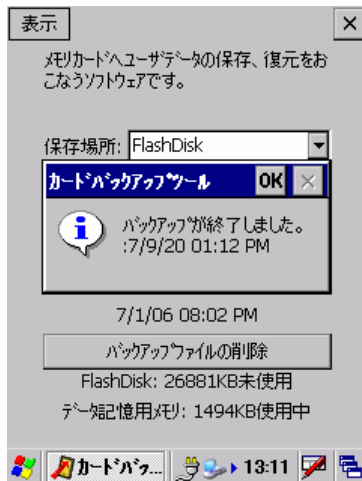 表示
×
ﾒﾓﾘｶｰﾄﾞへﾕｰｻﾞﾃﾞｰﾀの保存、復元をお
こなうｿﾌﾄｳｪｱです。
保存場所: FlashDisk
ｶｰﾄﾞﾊﾞｯｸｱｯﾌﾟﾂｰﾙ OK ×
ﾊﾞｯｸｱｯﾌﾟが終了しました。
:7/9/20 01:12 PM
7/1/06 08:02 PM
ﾊﾞｯｸｱｯﾌﾟﾌｧｲﾙの削除
FlashDisk: 26881KB未使用
ﾃﾞｰﾀ記憶用ﾒﾓﾘ: 1494KB使用中
ｶｰﾄﾞﾊﾞｯ... 13:11